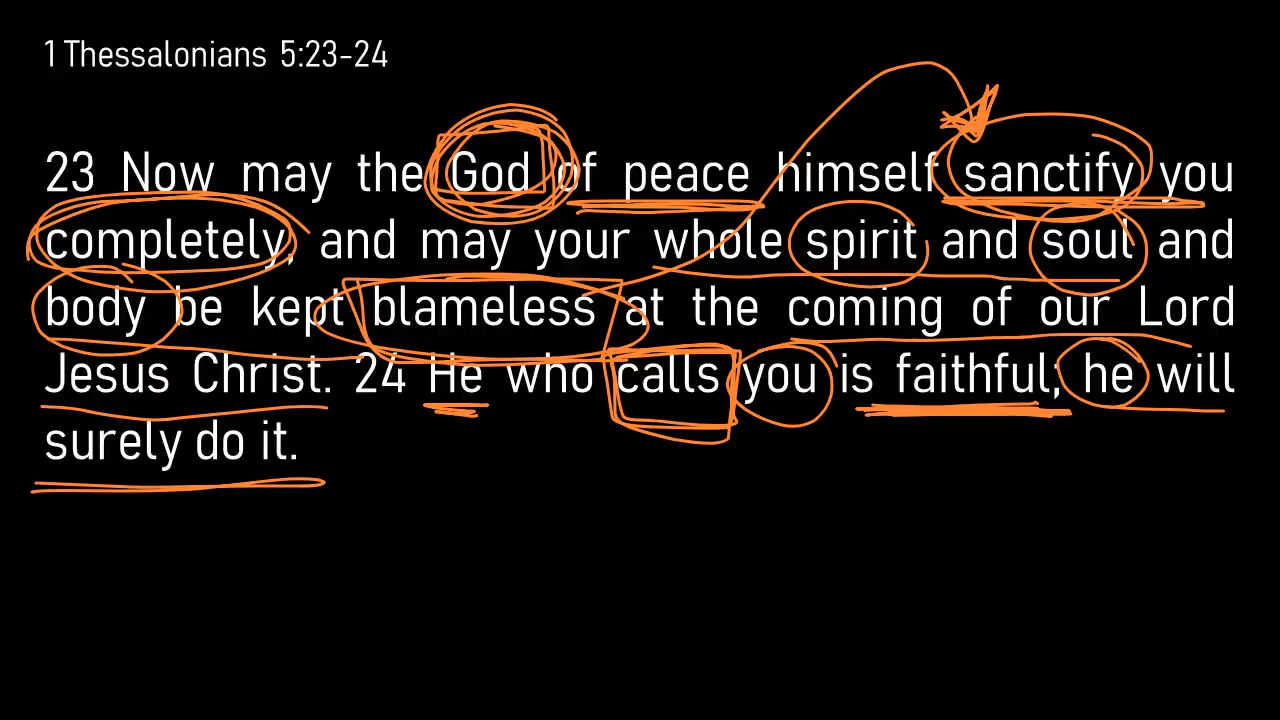 1 Thessalonians 5:23-24
23 Now may the God of peace himself sanctify you
completely, and may your whole spirit and soul and
body be kept blameless at the coming of our Lord
Jesus Christ. 24 He who calls you is faithful; he will
surely do it.